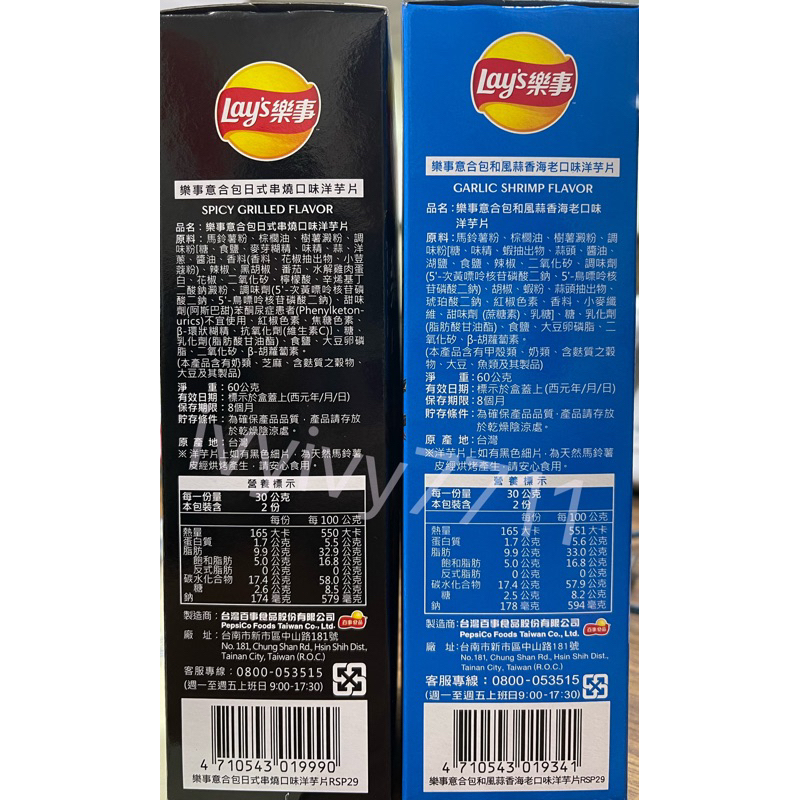 Lay's樂事
樂事意合包日式串燒口味洋芋片
SPICY GRILLED FLAVOR
品名：樂事意合包日式串燒口味洋芋片
原料：馬鈴薯粉、棕櫚油、樹薯澱粉、調
味粉[糖、食鹽、麥芽糊精、味精、蒜、洋
蔥、醬油、香料(香料、花椒抽出物、小荳
蔻粉)、辣椒、黑胡椒、番茄、水解雞肉蛋
白、花椒、二氧化矽、檸檬酸、辛烯基丁
二酸鈉澱粉、調味劑(5'-次黃嘌呤核苷磷
酸二鈉、5'-鳥嘌呤核苷磷酸二鈉)、甜味
劑(阿斯巴甜)苯酮尿症患者(Phenylketon-
urics)不宜使用、紅椒色素、焦糖色素、
β-環狀糊精、抗氧化劑(維生素C)]、糖、
乳化劑(脂肪酸甘油酯)、食鹽、大豆卵磷
脂、二氧化矽、β-胡蘿蔔素。
(本產品含有奶類、芝麻、含麩質之穀物、
大豆及其製品)
淨　　重：60公克
有效日期：標示於盒蓋上(西元年/月/日)
保存期限：8個月
貯存條件：為確保產品品質，產品請存放
於乾燥陰涼處。
原 產 地：台灣
※洋芋片上如有黑色細片，為天然馬鈴薯
皮經烘烤產生，請安心食用。
營養標示
每一份量 30 公克
本包裝含 2 份
每份 每 100 公克
熱量 165 大卡 550 大卡
蛋白質 1.7 公克 5.5 公克
脂肪 9.9 公克 32.9 公克
飽和脂肪 5.0 公克 16.8 公克
反式脂肪 0 公克 0 公克
碳水化合物 17.4 公克 58.0 公克
糖 2.6 公克 8.5 公克
鈉 174 毫克 579 毫克
製造商：台灣百事食品股份有限公司
PepsiCo Foods Taiwan Co., Ltd.
百事食品
廠　址：台南市新市區中山路181號
No.181, Chung Shan Rd., Hsin Shih Dist.,
Tainan City, Taiwan (R.O.C.)
客服專線：0800-053515
(週一至週五上班日 9:00-17:30)
4 710543 019990
樂事意合包日式串燒口味洋芋片RSP29
Lay's樂事
樂事意合包和風蒜香海老口味洋芋片
GARLIC SHRIMP FLAVOR
品名：樂事意合包和風蒜香海老口味
洋芋片
原料：馬鈴薯粉、棕櫚油、樹薯澱粉、調
味粉[糖、味精、蝦抽出物、蒜頭、醬油、
湖鹽、食鹽、辣椒、二氧化矽、調味劑
(5'-次黃嘌呤核苷磷酸二鈉、5'-鳥嘌呤核
苷磷酸二鈉)、胡椒、蝦粉、蒜頭抽出物、
琥珀酸二鈉、紅椒色素、香料、小麥纖
維、甜味劑(蔗糖素)、乳糖]、糖、乳化劑
(脂肪酸甘油酯)、食鹽、大豆卵磷脂、二
氧化矽、β-胡蘿蔔素。
(本產品含有甲殼類、奶類、含麩質之穀
物、大豆、魚類及其製品)
淨　　重：60公克
有效日期：標示於盒蓋上(西元年/月/日)
保存期限：8個月
貯存條件：為確保產品品質，產品請存放
於乾燥陰涼處。
原 產 地：台灣
※洋芋片上如有黑色細片，為天然馬鈴薯
皮經烘烤產生，請安心食用。
營養標示
每一份量 30 公克
本包裝含 2 份
每份 每 100 公克
熱量 165 大卡 551 大卡
蛋白質 1.7 公克 5.6 公克
脂肪 9.9 公克 33.0 公克
飽和脂肪 5.0 公克 16.8 公克
反式脂肪 0 公克 0 公克
碳水化合物 17.4 公克 57.9 公克
糖 2.5 公克 8.2 公克
鈉 178 毫克 594 毫克
製造商：台灣百事食品股份有限公司
PepsiCo Foods Taiwan Co., Ltd.
百事食品
廠　址：台南市新市區中山路181號
No.181, Chung Shan Rd., Hsin Shih Dist.,
Tainan City, Taiwan (R.O.C.)
客服專線：0800-053515
(週一至週五上班日9:00-17:30)
4 710543 019341
樂事意合包和風蒜香海老口味洋芋片RSP29